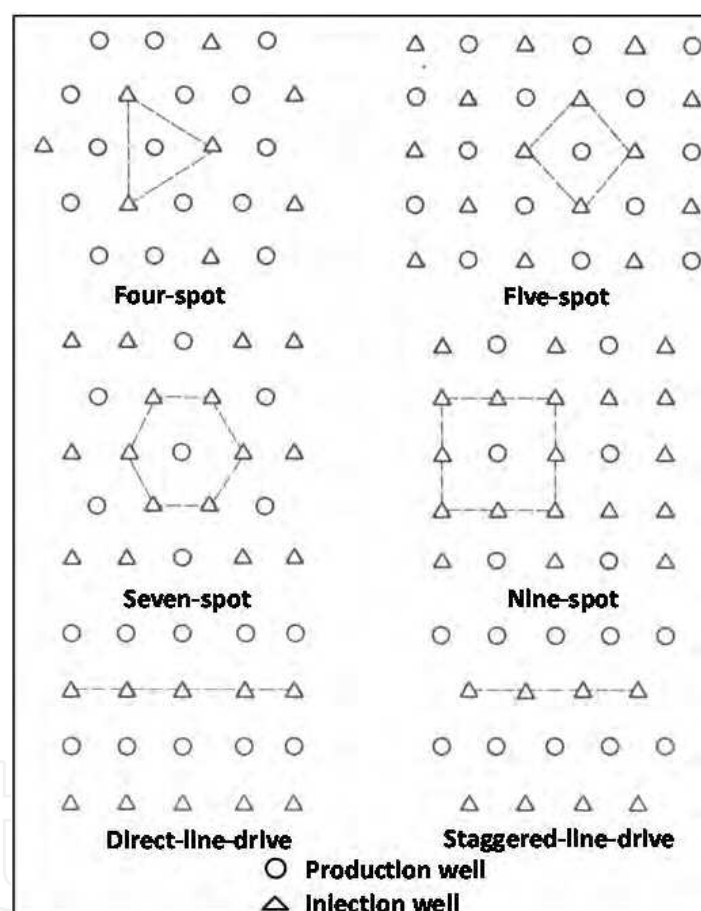 Four-spot
Five-spot
Seven-spot
Nine-spot
Direct-line-drive
Staggered-line-drive
Production well
Injection well